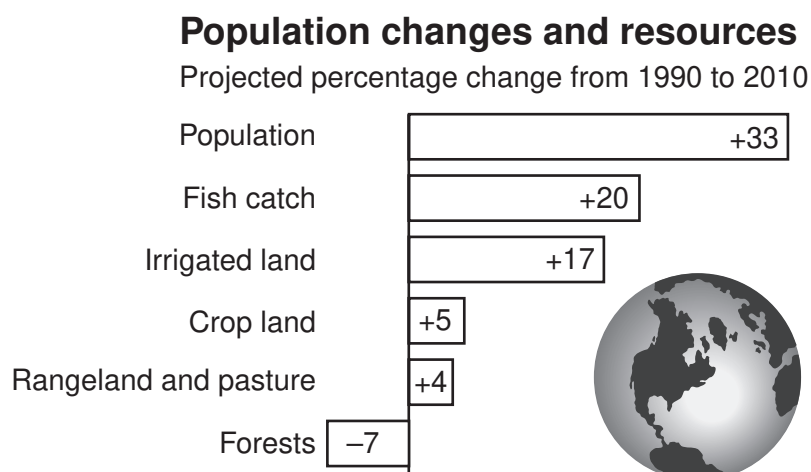 Population changes and resources
Projected percentage change from 1990 to 2010
Population +33
Fish catch +20
Irrigated land +17
Crop land +5
Rangeland and pasture +4
Forests –7